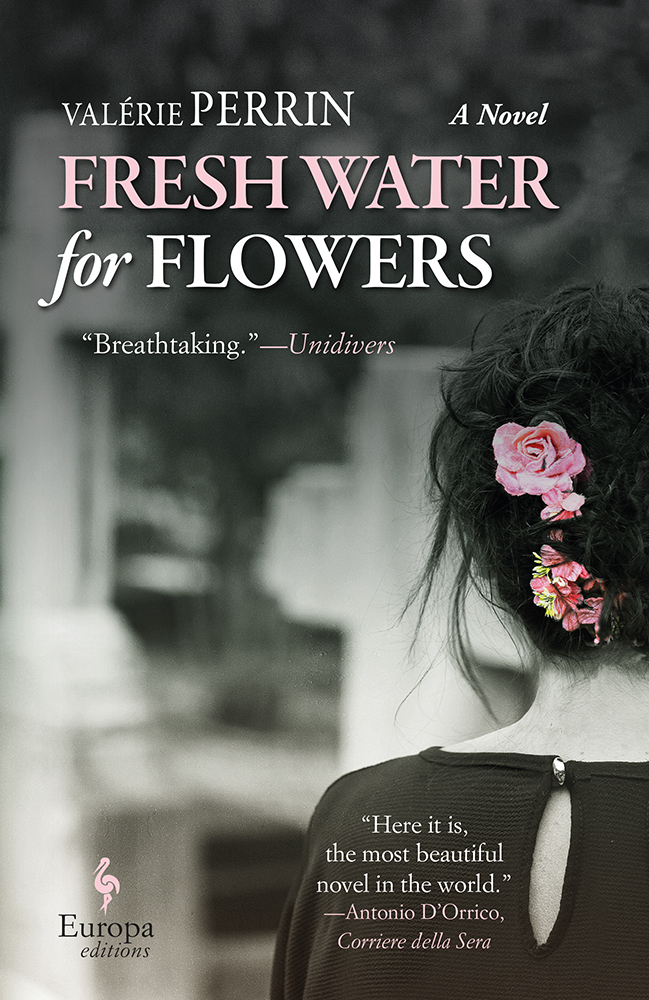 VALÉRIE PERRIN
A Novel
FRESH WATER
for FLOWERS
“Breathtaking.”—Unidivers
“Here it is,
the most beautiful
novel in the world.”
—Antonio D’Orrico,
Corriere della Sera
Europa
editions